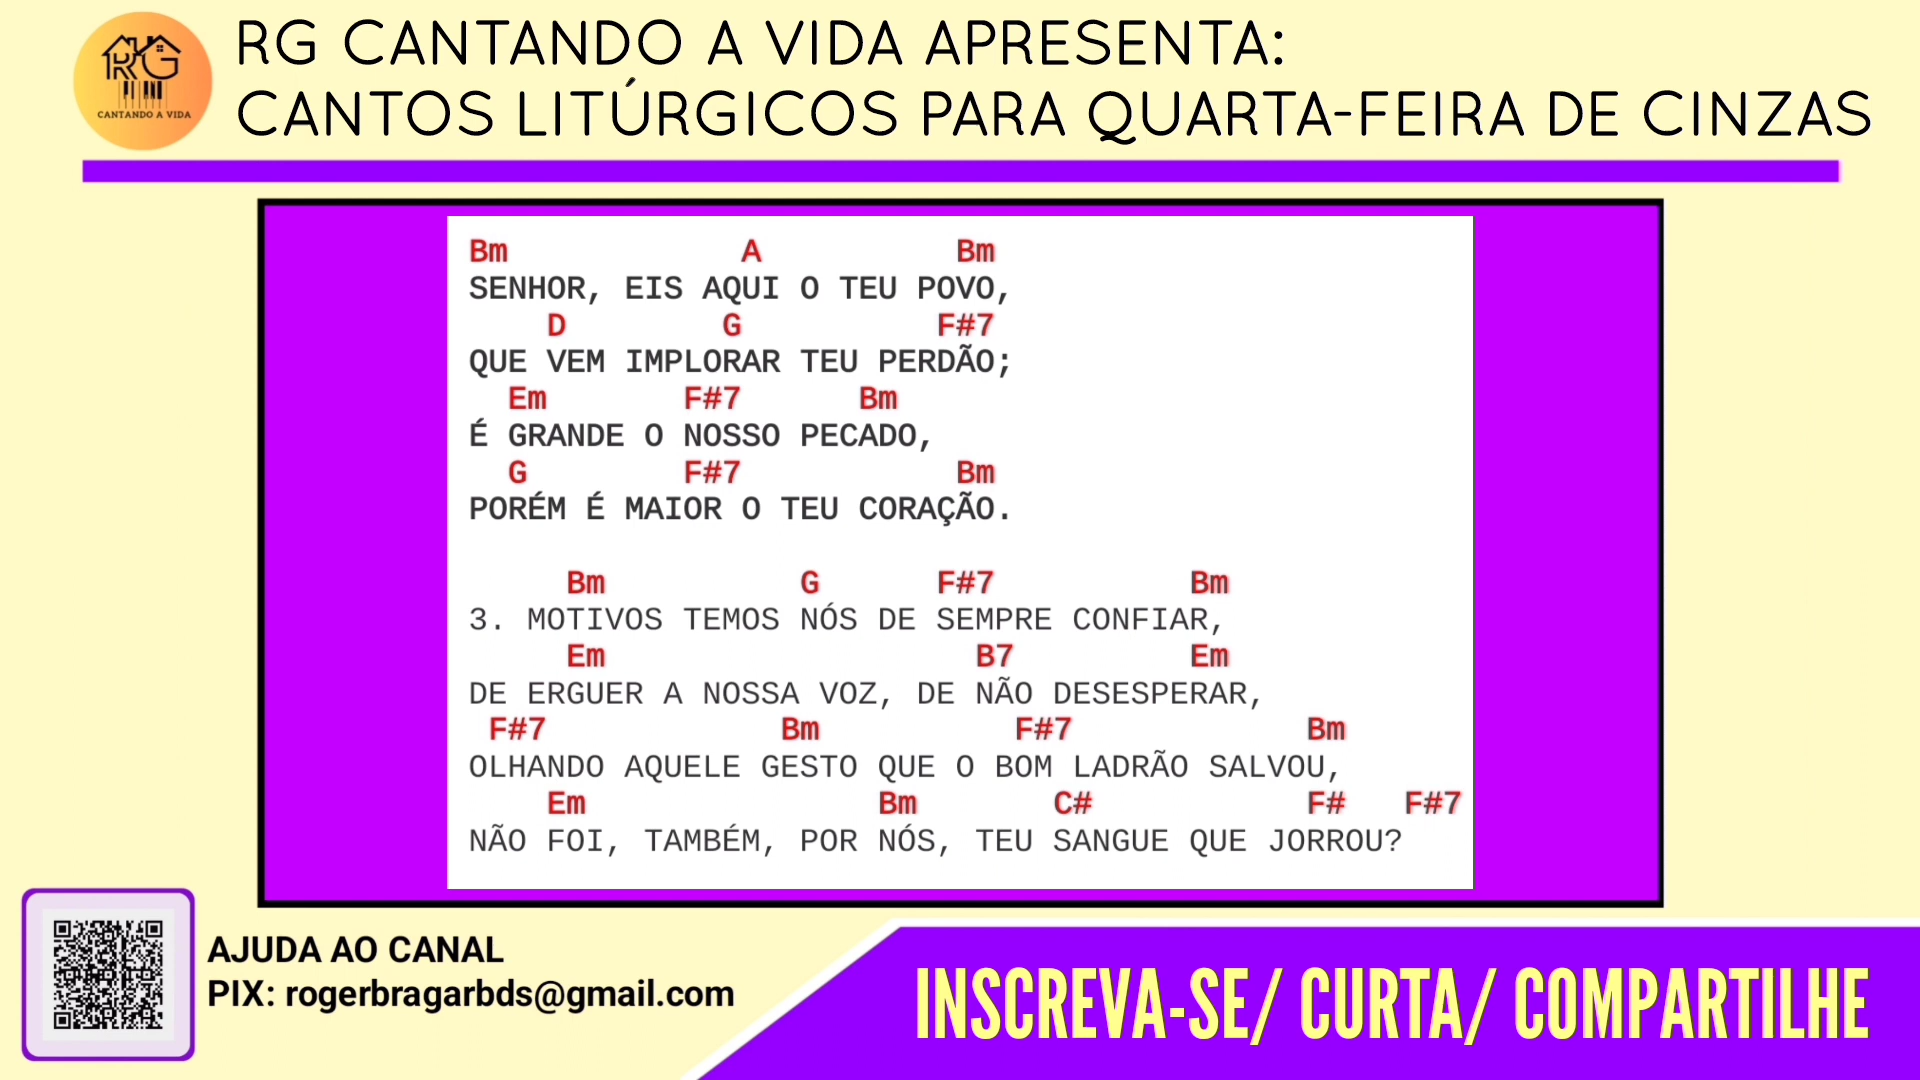 RG
CANTANDO A VIDA
RG CANTANDO A VIDA APRESENTA:
CANTOS LITÚRGICOS PARA QUARTA-FEIRA DE CINZAS
Bm A Bm
SENHOR, EIS AQUI O TEU POVO,
D G F#7
QUE VEM IMPLORAR TEU PERDÃO;
Em F#7 Bm
É GRANDE O NOSSO PECADO,
G F#7 Bm
PORÉM É MAIOR O TEU CORAÇÃO.
Bm G F#7 Bm
3. MOTIVOS TEMOS NÓS DE SEMPRE CONFIAR,
Em B7 Em
DE ERGUER A NOSSA VOZ, DE NÃO DESESPERAR,
F#7 Bm F#7 Bm
OLHANDO AQUELE GESTO QUE O BOM LADRÃO SALVOU,
Em Bm C# F# F#7
NÃO FOI, TAMBÉM, POR NÓS, TEU SANGUE QUE JORROU?
AJUDA AO CANAL
PIX: rogerbragarbds@gmail.com
INSCREVA-SE/ CURTA/ COMPARTILHE